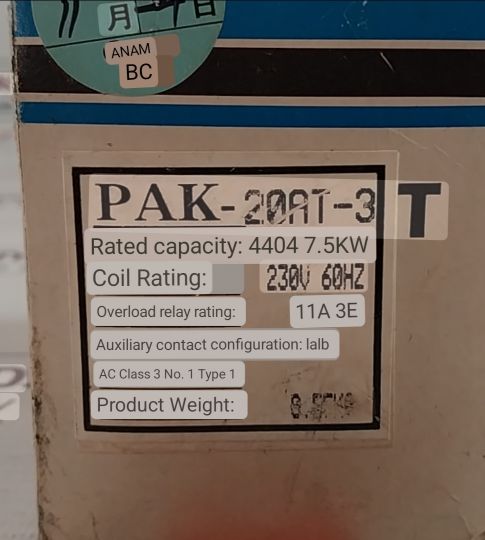 月一日
ANAM
BC
PAK-20AT-3 T
Rated capacity: 4404 7.5KW
Coil Rating: 230V 60HZ
Overload relay rating: 11A 3E
Auxiliary contact configuration: lalb
AC Class 3 No. 1 Type 1
Product Weight: